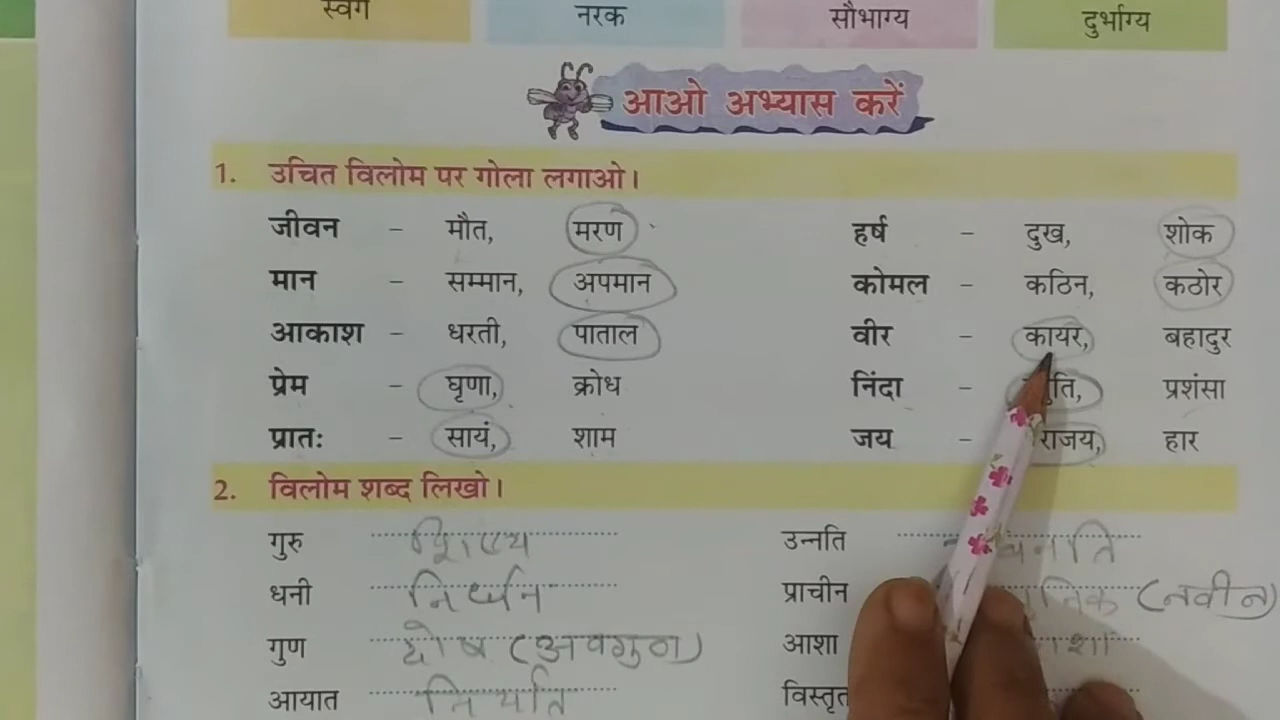 स्वर्ग नरक सौभाग्य दुर्भाग्य
आओ अभ्यास करें
1. उचित विलोम पर गोला लगाओ।
जीवन - मौत, मरण हर्ष - दुख, शोक
मान - सम्मान, अपमान कोमल - कठिन, कठोर
आकाश - धरती, पाताल वीर - कायर, बहादुर
प्रेम - घृणा, क्रोध निंदा - प्रशंसा
प्रातः - सायं, शाम जय - हार
2. विलोम शब्द लिखो।
गुरु शिष्य उन्नति
धनी निर्धन प्राचीन (नवीन)
गुण दोष (अवगुण) आशा
आयात निर्यात विस्तृत